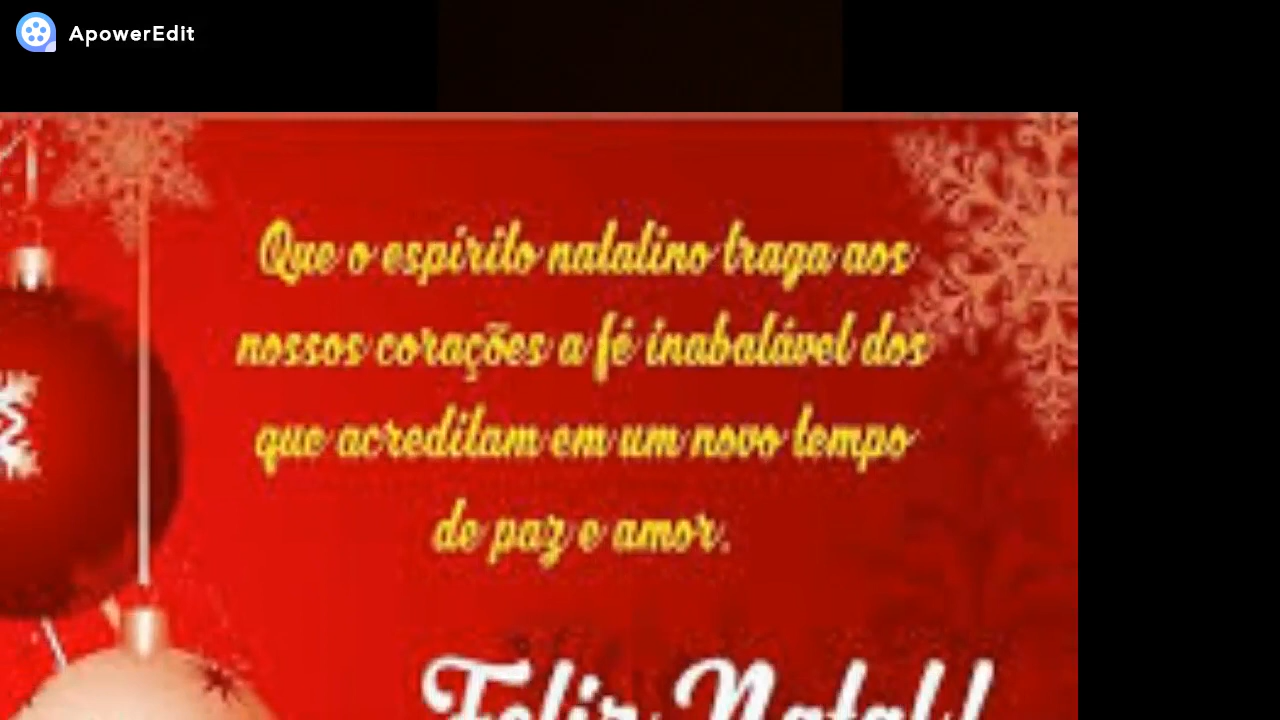 ApowerEdit
Que o espírito natalino traga aos
nossos corações a fé inabalável dos
que acreditam em um novo tempo
de paz e amor.
Feliz Natal!